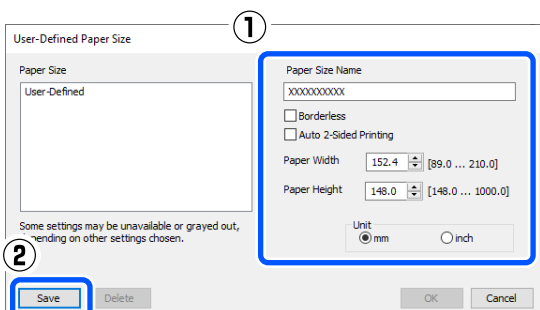 1
User-Defined Paper Size
Paper Size
User-Defined
Paper Size Name
XXXXXXXXXX
Borderless
Auto 2-Sided Printing
Paper Width 152.4 [89.0 ... 210.0]
Paper Height 148.0 [148.0 ... 1000.0]
Unit
mm inch
Some settings may be unavailable or grayed out,
depending on other settings chosen.
2
Save Delete OK Cancel